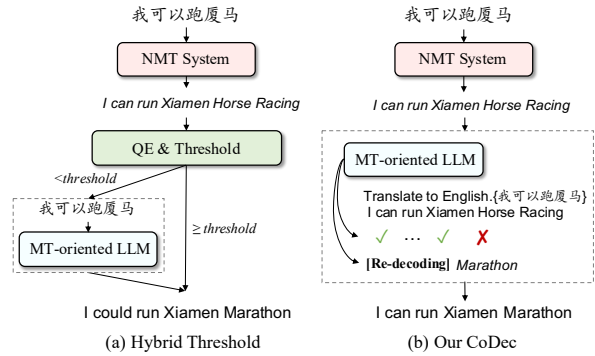 我可以跑厦马
NMT System
I can run Xiamen Horse Racing
QE & Threshold
<threshold
≥ threshold
我可以跑厦马
MT-oriented LLM
I could run Xiamen Marathon
(a) Hybrid Threshold
我可以跑厦马
NMT System
I can run Xiamen Horse Racing
MT-oriented LLM
Translate to English.{我可以跑厦马}
I can run Xiamen Horse Racing
✓ ... ✓ ✗
[Re-decoding] Marathon
I can run Xiamen Marathon
(b) Our CoDec